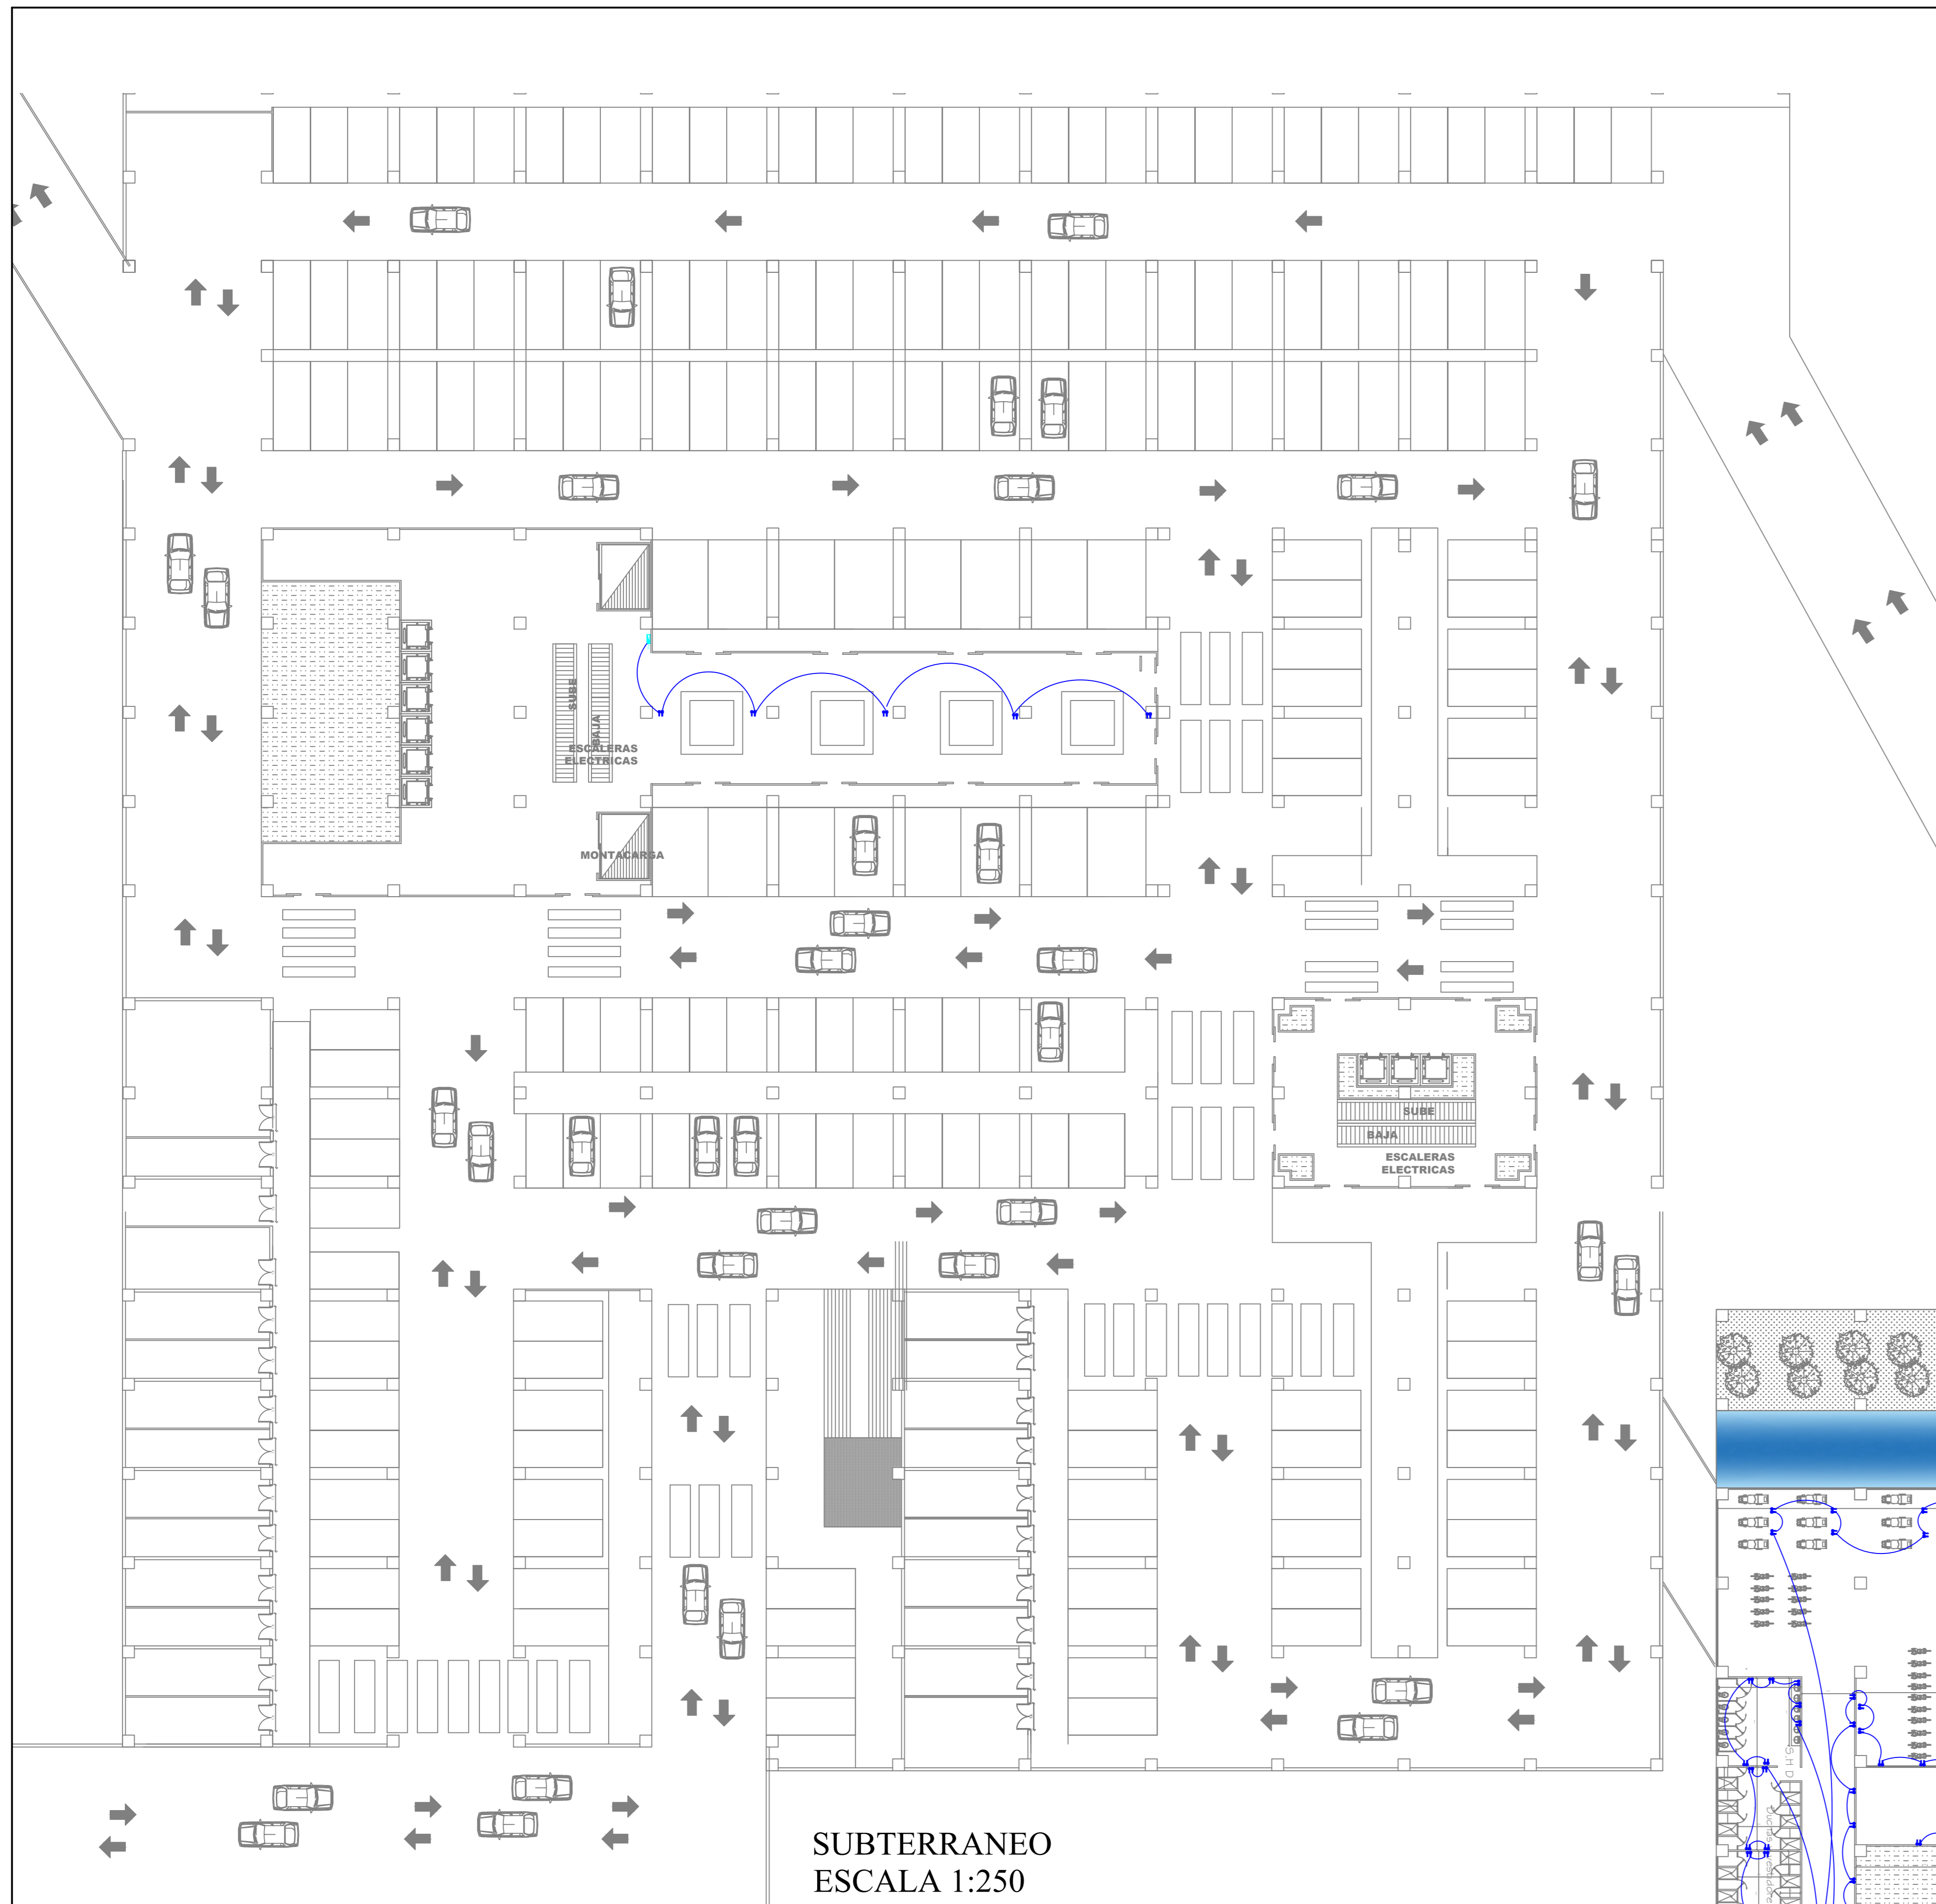 SUBE
BAJA
ESCALERAS
ELECTRICAS
MONTACARGA
SUBE
BAJA
ESCALERAS
ELECTRICAS
S.H D
SUBTERRANEO
ESCALA 1:250